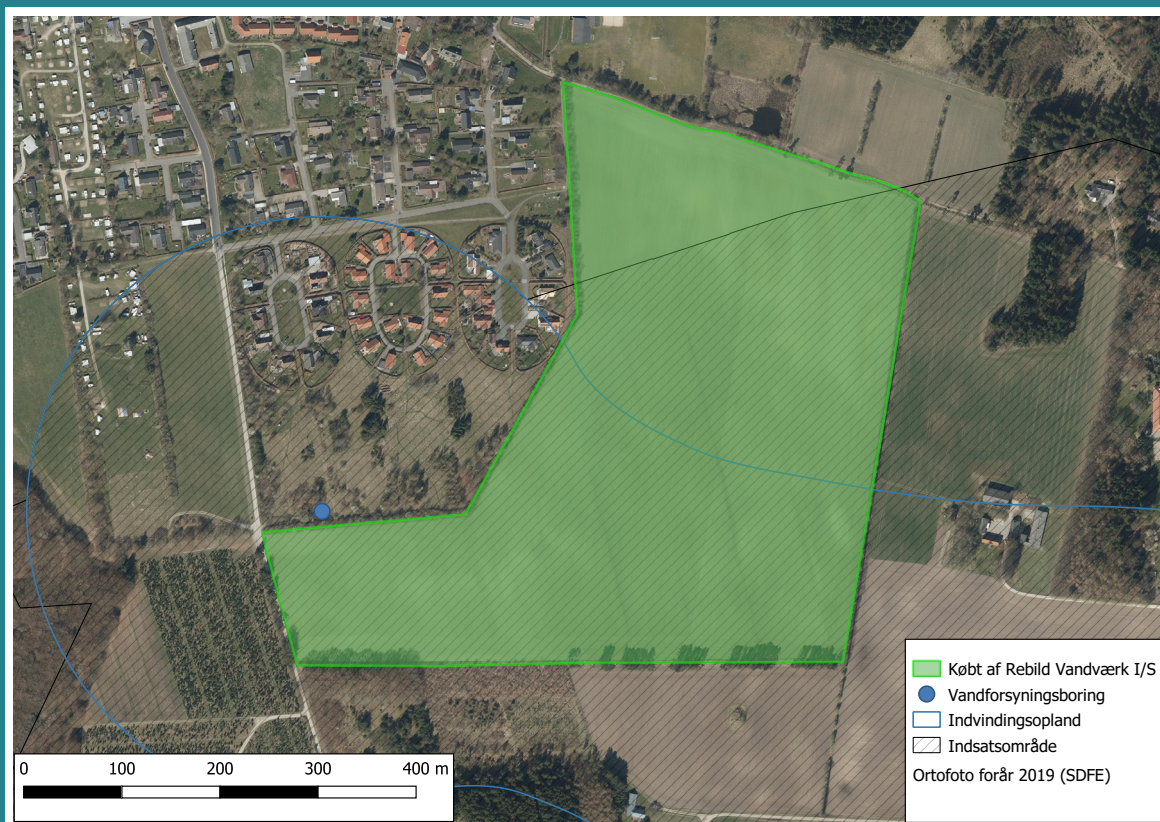 Købt af Rebild Vandværk I/S
Vandforsyningsboring
Indvindingsopland
Indsatsområde
Ortofoto forår 2019 (SDFE)
0 100 200 300 400 m